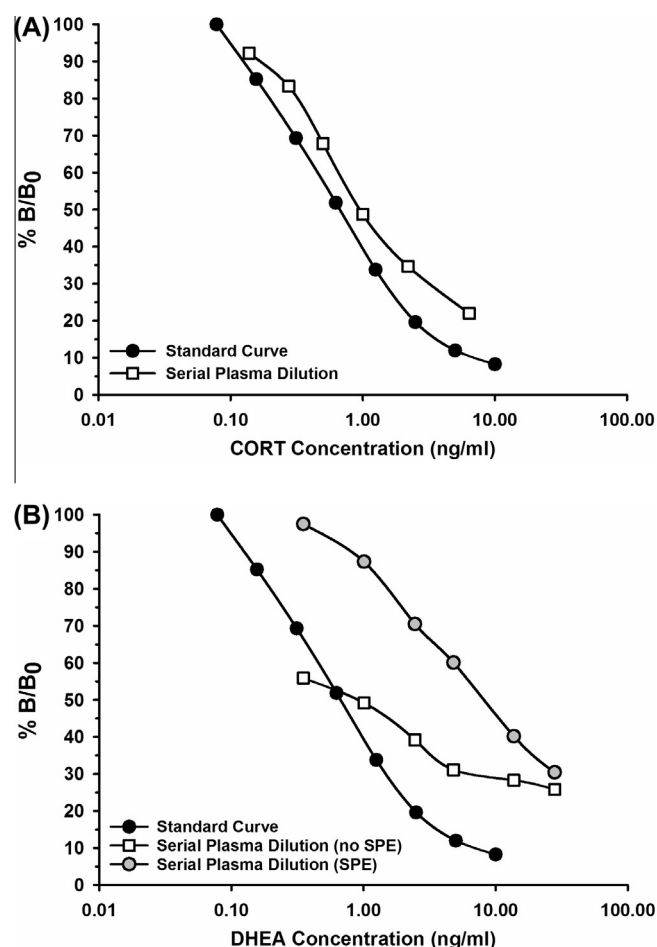 (A)
100
90
80
70
60
50
40
30
20
10
0
% B/B0
Standard Curve
Serial Plasma Dilution
0.01 0.10 1.00 10.00 100.00
CORT Concentration (ng/ml)
(B)
100
90
80
70
60
50
40
30
20
10
0
% B/B0
Standard Curve
Serial Plasma Dilution (no SPE)
Serial Plasma Dilution (SPE)
0.01 0.10 1.00 10.00 100.00
DHEA Concentration (ng/ml)